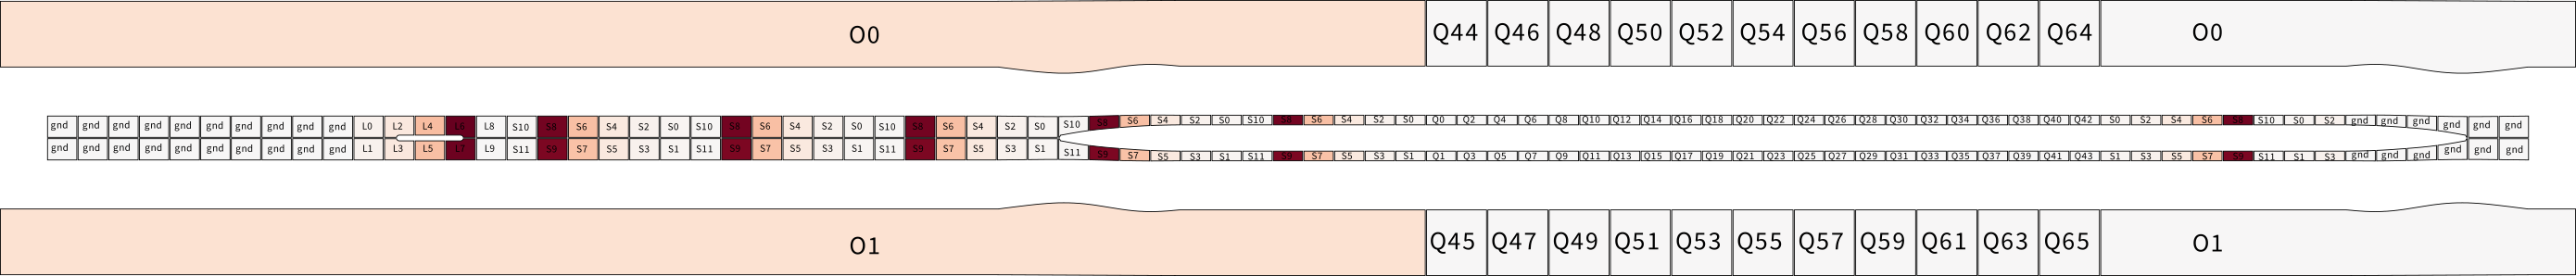 O0 Q44 Q46 Q48 Q50 Q52 Q54 Q56 Q58 Q60 Q62 Q64 O0
gnd gnd gnd gnd gnd gnd gnd gnd gnd gnd L0 L2 L4 L6 L8 S10 S8 S6 S4 S2 S0 S10 S8 S6 S4 S2 S0 S10 S8 S6 S4 S2 S0 S10 S8 S6 S4 S2 S0 S10 S8 S6 S4 S2 S0 Q0 Q2 Q4 Q6 Q8 Q10 Q12 Q14 Q16 Q18 Q20 Q22 Q24 Q26 Q28 Q30 Q32 Q34 Q36 Q38 Q40 Q42 S0 S2 S4 S6 S8 S10 S0 S2 gnd gnd gnd gnd gnd gnd
gnd gnd gnd gnd gnd gnd gnd gnd gnd gnd L1 L3 L5 L7 L9 S11 S9 S7 S5 S3 S1 S11 S9 S7 S5 S3 S1 S11 S9 S7 S5 S3 S1 S11 S9 S7 S5 S3 S1 S11 S9 S7 S5 S3 S1 Q1 Q3 Q5 Q7 Q9 Q11 Q13 Q15 Q17 Q19 Q21 Q23 Q25 Q27 Q29 Q31 Q33 Q35 Q37 Q39 Q41 Q43 S1 S3 S5 S7 S9 S11 S1 S3 gnd gnd gnd gnd gnd gnd
O1 Q45 Q47 Q49 Q51 Q53 Q55 Q57 Q59 Q61 Q63 Q65 O1